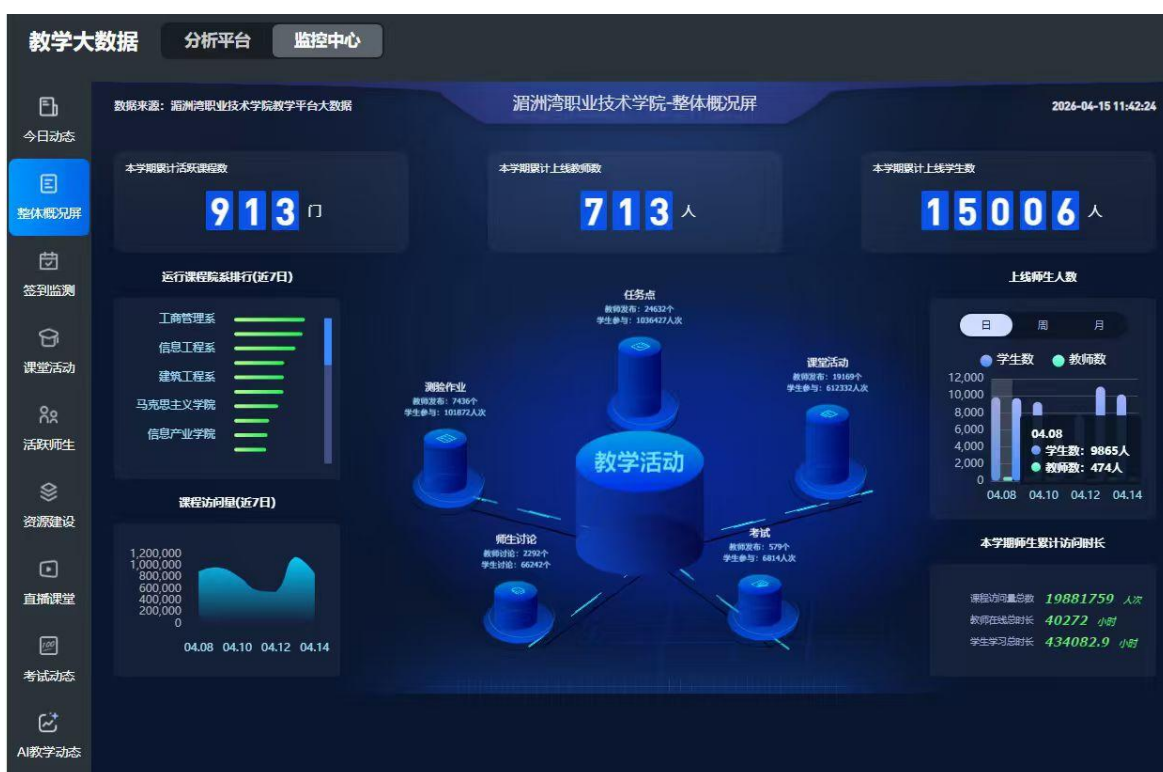 教学大数据
分析平台
监控中心
今日动态
整体概况屏
签到监测
课堂活动
活跃师生
资源建设
直播课堂
考试动态
AI教学动态
数据来源：湄洲湾职业技术学院教学平台大数据
湄洲湾职业技术学院-整体概况屏
2026-04-15 11:42:24
本学期累计活跃课程数
913 门
本学期累计上线教师数
713 人
本学期累计上线学生数
15006 人
运行课程院系排行(近7日)
工商管理系
信息工程系
建筑工程系
马克思主义学院
信息产业学院
课程访问量(近7日)
1,200,000
1,000,000
800,000
600,000
400,000
200,000
0
04.08 04.10 04.12 04.14
任务点
教师发布：24632个
学生参与：1036427人次
课堂活动
教师发布：19169个
学生参与：612332人次
测验作业
教师发布：7436个
学生参与：101872人次
教学活动
师生讨论
教师讨论：2292个
学生讨论：66242个
考试
教师发布：579个
学生参与：6814人次
上线师生人数
日 周 月
学生数 教师数
12,000
10,000
8,000
6,000
4,000
2,000
0
04.08
学生数：9865人
教师数：474人
04.08 04.10 04.12 04.14
本学期师生累计访问时长
课程访问量总数 19881759 人次
教师在线总时长 40272 小时
学生学习总时长 434082.9 小时